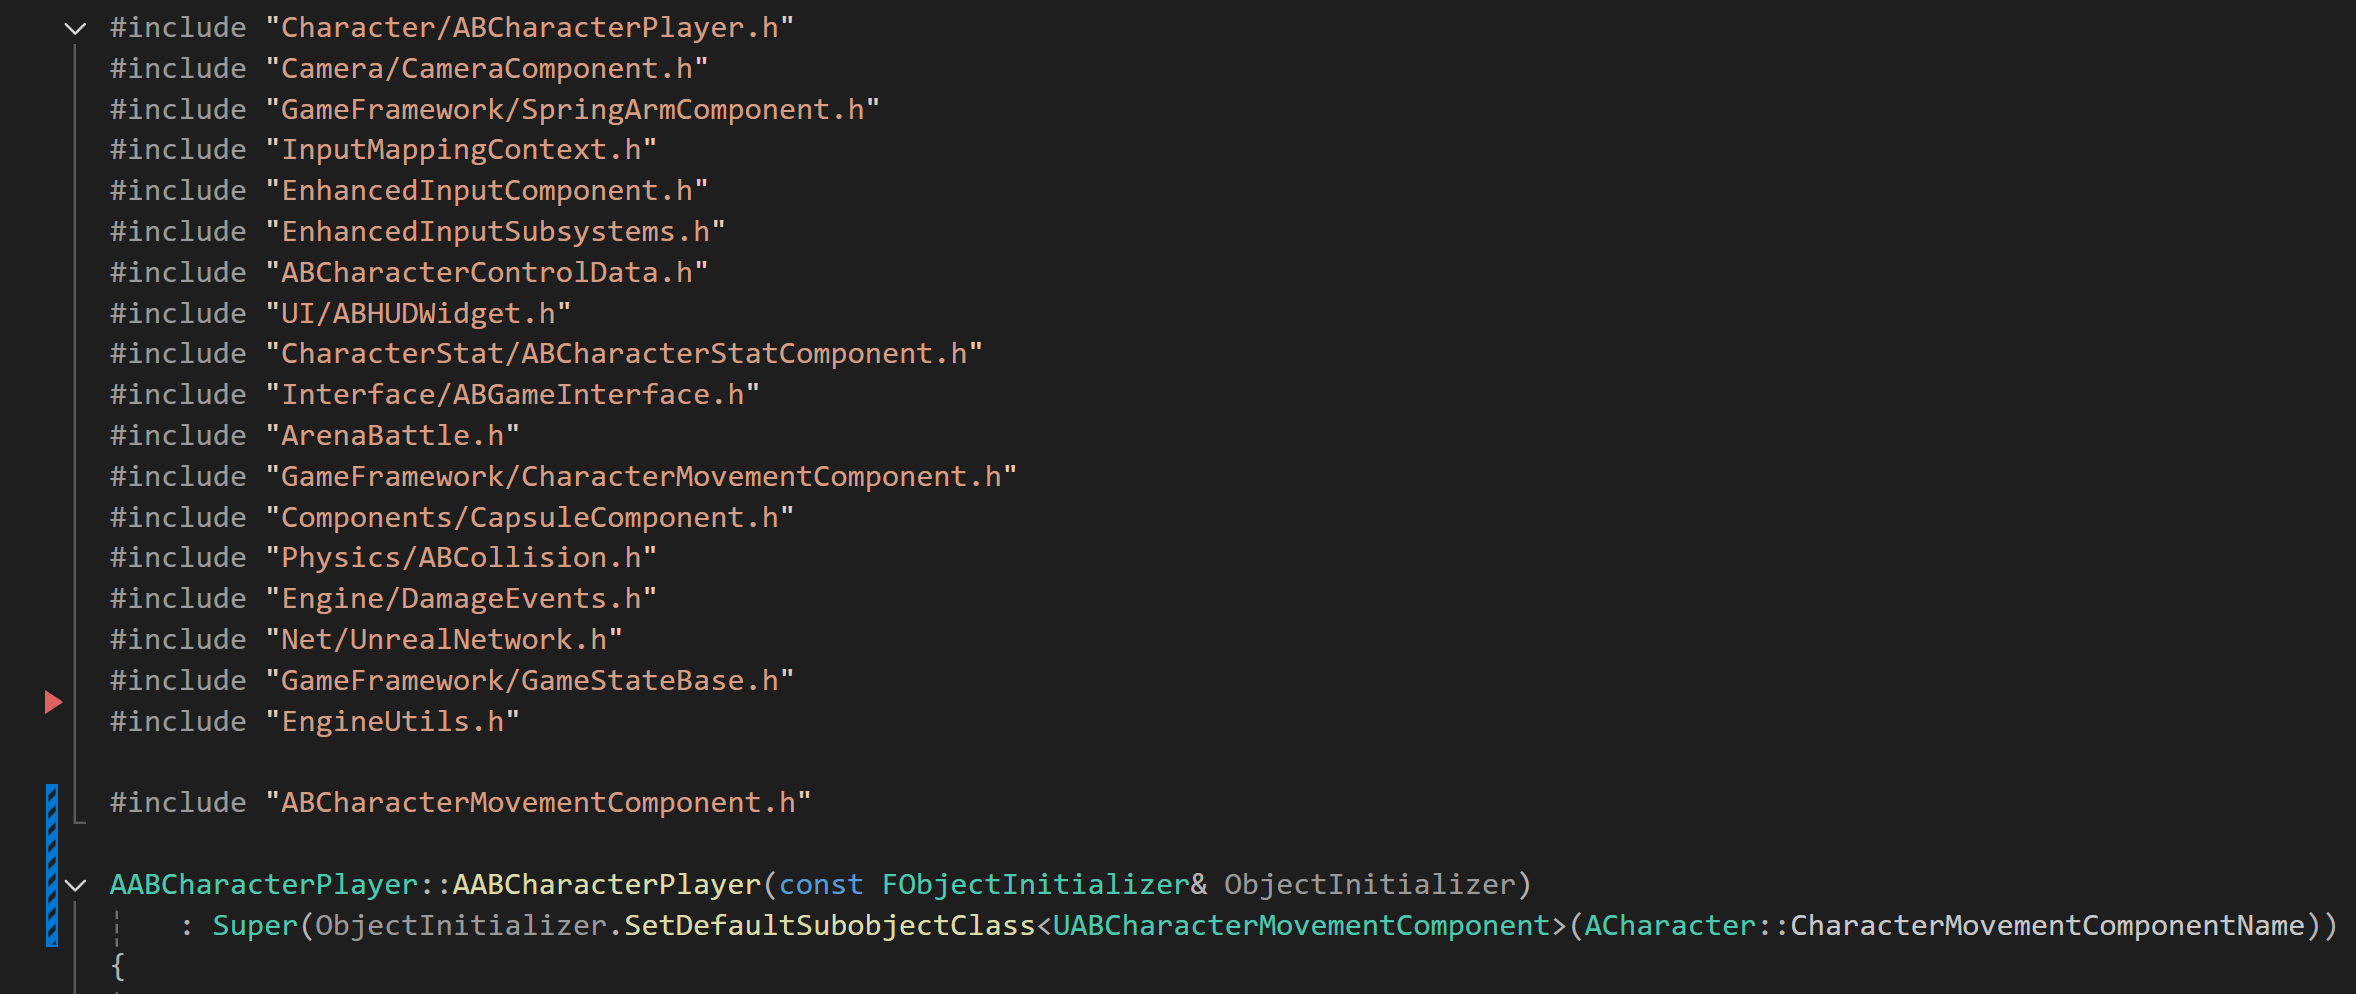 #include "Character/ABCharacterPlayer.h"
#include "Camera/CameraComponent.h"
#include "GameFramework/SpringArmComponent.h"
#include "InputMappingContext.h"
#include "EnhancedInputComponent.h"
#include "EnhancedInputSubsystems.h"
#include "ABCharacterControlData.h"
#include "UI/ABHUDWidget.h"
#include "CharacterStat/ABCharacterStatComponent.h"
#include "Interface/ABGameInterface.h"
#include "ArenaBattle.h"
#include "GameFramework/CharacterMovementComponent.h"
#include "Components/CapsuleComponent.h"
#include "Physics/ABCollision.h"
#include "Engine/DamageEvents.h"
#include "Net/UnrealNetwork.h"
#include "GameFramework/GameStateBase.h"
#include "EngineUtils.h"
#include "ABCharacterMovementComponent.h"
AABCharacterPlayer::AABCharacterPlayer(const FObjectInitializer& ObjectInitializer)
: Super(ObjectInitializer.SetDefaultSubobjectClass<UABCharacterMovementComponent>(ACharacter::CharacterMovementComponentName))
{